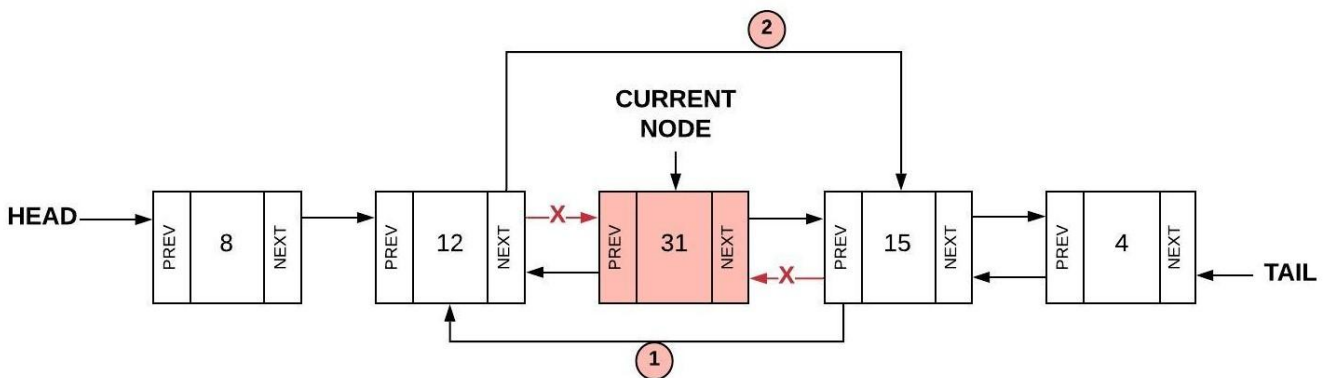 2
CURRENT
NODE
HEAD
PREV
8
NEXT
PREV
12
NEXT
X
PREV
31
NEXT
X
PREV
15
NEXT
PREV
4
NEXT
TAIL
1